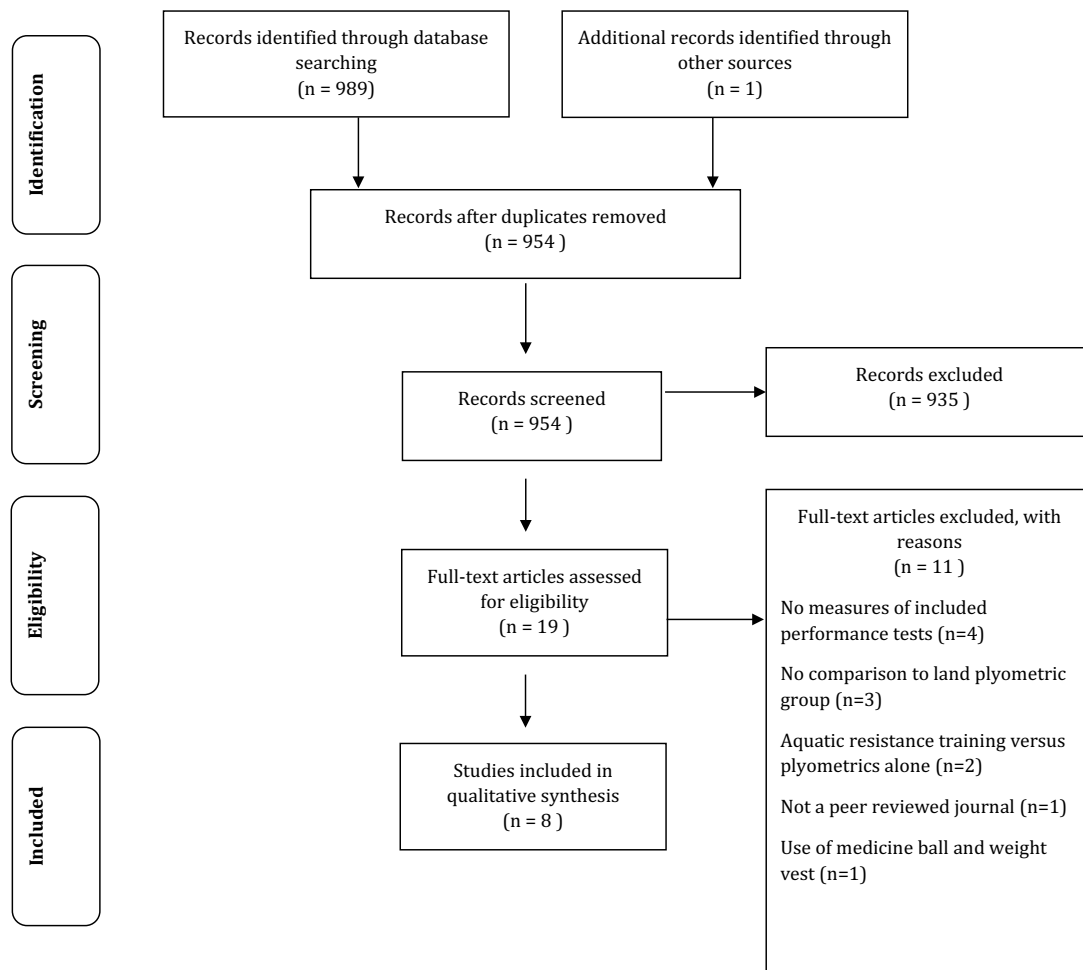 Identification
Records identified through database
searching
(n = 989)
Additional records identified through
other sources
(n = 1)
Records after duplicates removed
(n = 954 )
Screening
Records screened
(n = 954 )
Records excluded
(n = 935 )
Eligibility
Full-text articles assessed
for eligibility
(n = 19 )
Full-text articles excluded, with
reasons
(n = 11 )
No measures of included
performance tests (n=4)
No comparison to land plyometric
group (n=3)
Aquatic resistance training versus
plyometrics alone (n=2)
Not a peer reviewed journal (n=1)
Use of medicine ball and weight
vest (n=1)
Included
Studies included in
qualitative synthesis
(n = 8 )